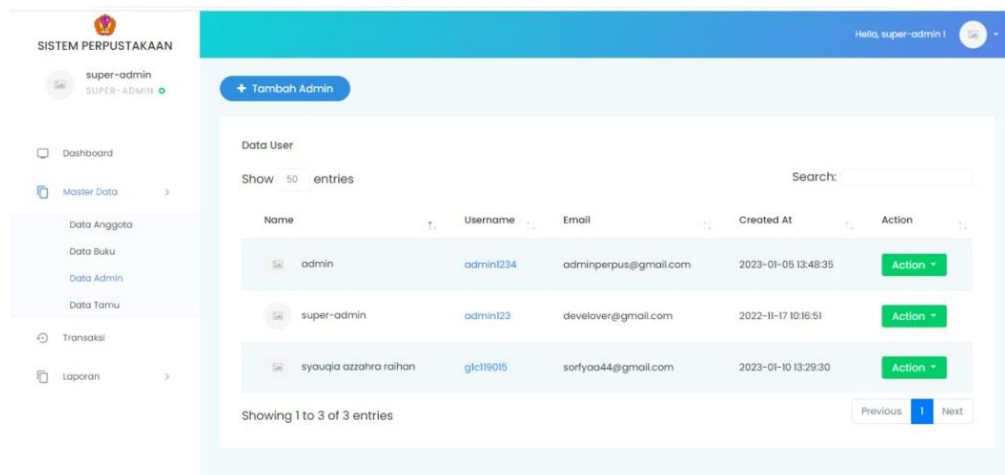 SISTEM PERPUSTAKAAN
Hello, super-admin !
super-admin
SUPER-ADMIN
+ Tambah Admin
Dashboard
Master Data
Data Anggota
Data Buku
Data Admin
Data Tamu
Transaksi
Laporan
Data User
Show 50 entries
Search:
Name Username Email Created At Action
admin admin1234 adminperpus@gmail.com 2023-01-05 13:48:35 Action
super-admin admin123 develover@gmail.com 2022-11-17 10:16:51 Action
syauqia azzahra raihan g1c119015 sorfyaa44@gmail.com 2023-01-10 13:29:30 Action
Showing 1 to 3 of 3 entries
Previous 1 Next